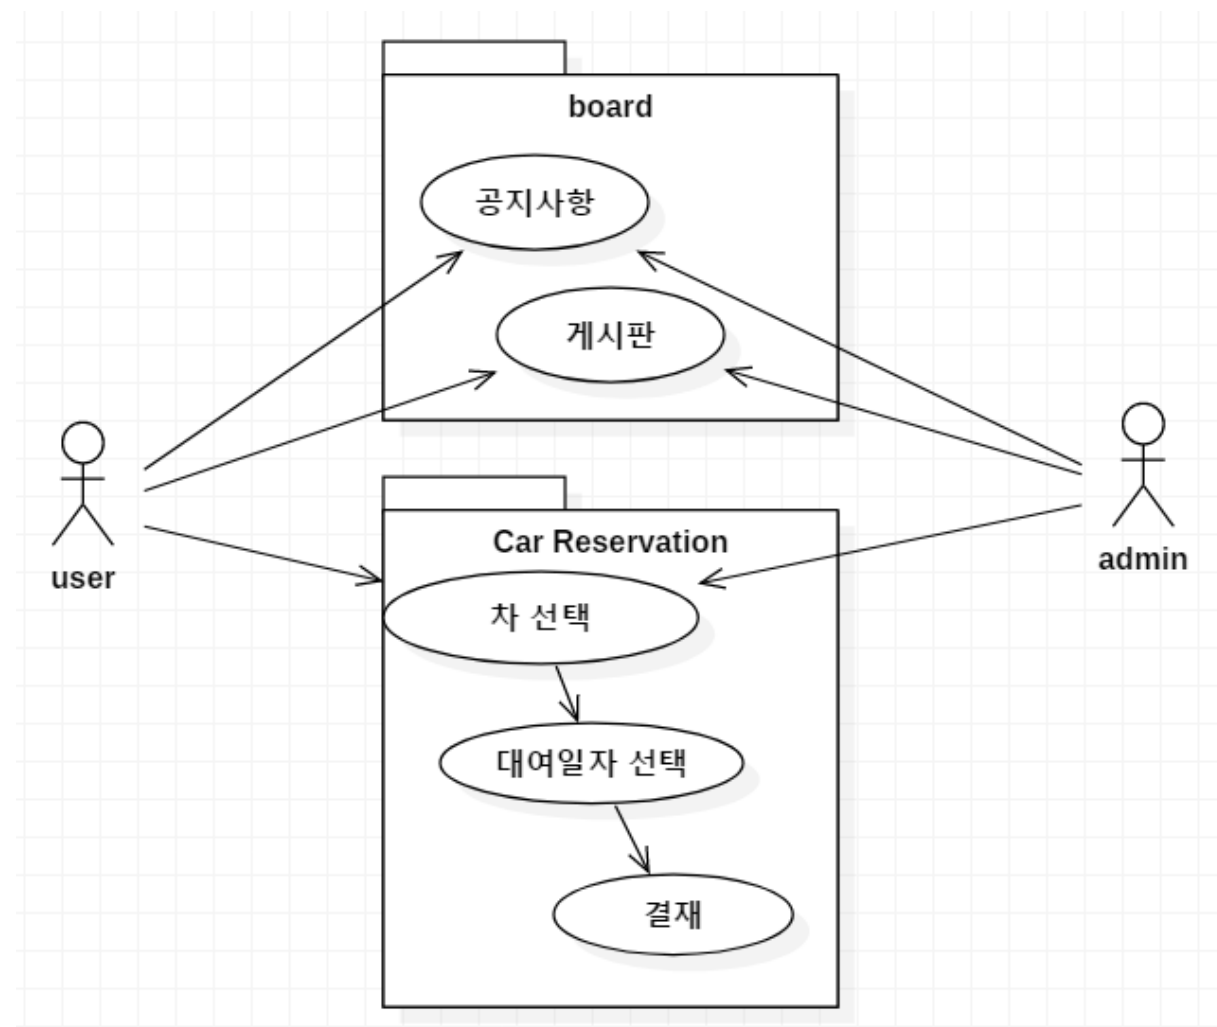 board
공지사항
게시판
user
admin
Car Reservation
차 선택
대여일자 선택
결재